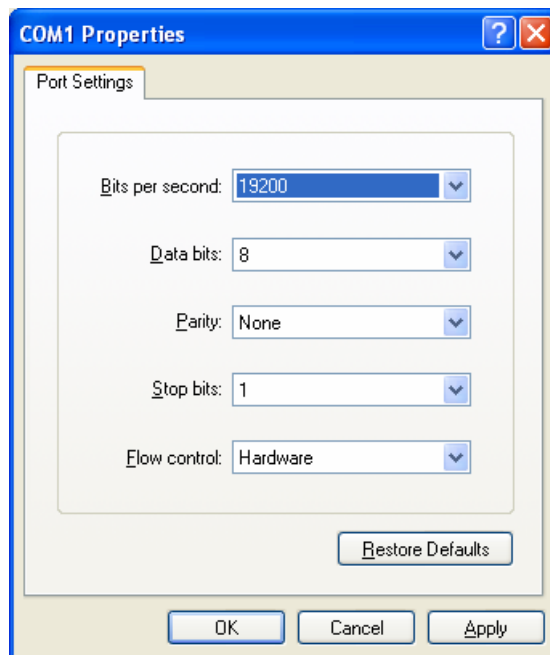 COM1 Properties
Port Settings
Bits per second: 19200
Data bits: 8
Parity: None
Stop bits: 1
Flow control: Hardware
Restore Defaults
OK Cancel Apply